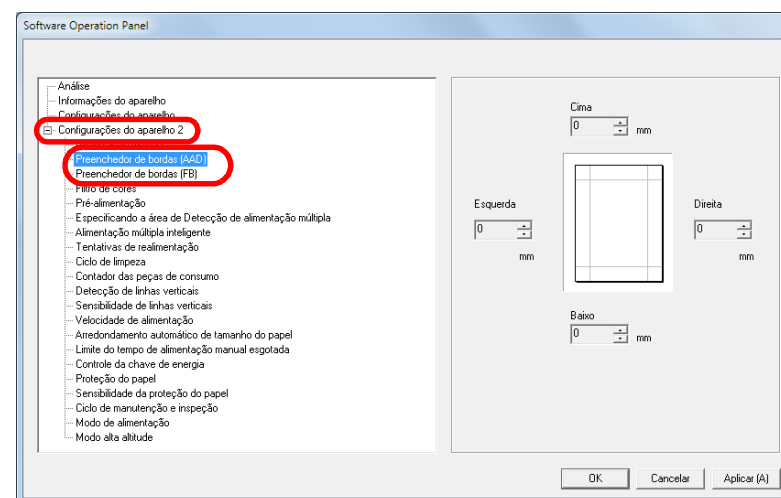 Software Operation Panel
Análise
Informações do aparelho
Configurações do aparelho
Configurações do aparelho 2
Preenchedor de bordas (AAD)
Preenchedor de bordas (FB)
Filtro de cores
Pré-alimentação
Especificando a área de Detecção de alimentação múltipla
Alimentação múltipla inteligente
Tentativas de realimentação
Ciclo de limpeza
Contador das peças de consumo
Detecção de linhas verticais
Sensibilidade de linhas verticais
Velocidade de alimentação
Arredondamento automático de tamanho do papel
Limite do tempo de alimentação manual esgotada
Controle da chave de energia
Proteção do papel
Sensibilidade da proteção do papel
Ciclo de manutenção e inspeção
Modo de alimentação
Modo alta altitude
Cima
0 mm
Esquerda
0
mm
Direita
0
mm
Baixo
0 mm
OK Cancelar Aplicar (A)